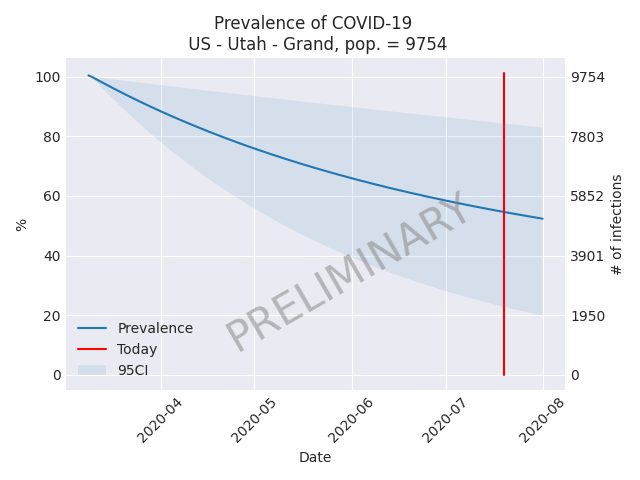 Prevalence of COVID-19
US - Utah - Grand, pop. = 9754
%
100
80
60
40
20
0
9754
7803
5852
3901
1950
0
# of infections
PRELIMINARY
Prevalence
Today
95CI
2020-04
2020-05
2020-06
2020-07
2020-08
Date